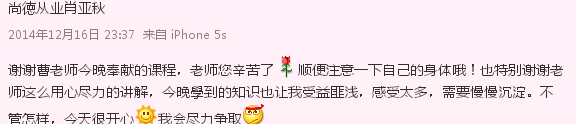 尚德从业肖亚秋
2014年12月16日 23:37 来自 iPhone 5s
谢谢曹老师今晚奉献的课程，老师您辛苦了 顺便注意一下自己的身体哦！也特别谢谢老
师这么用心尽力的讲解，今晚學到的知识也让我受益匪浅，感受太多，需要慢慢沉淀。不
管怎样，今天很开心 我会尽力争取